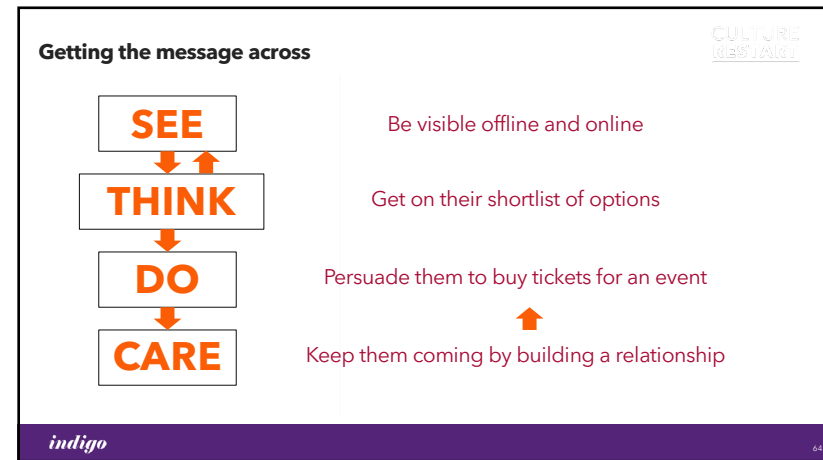 CULTURE
RESTART
Getting the message across
SEE
Be visible offline and online
THINK
Get on their shortlist of options
DO
Persuade them to buy tickets for an event
CARE
Keep them coming by building a relationship
indigo
64